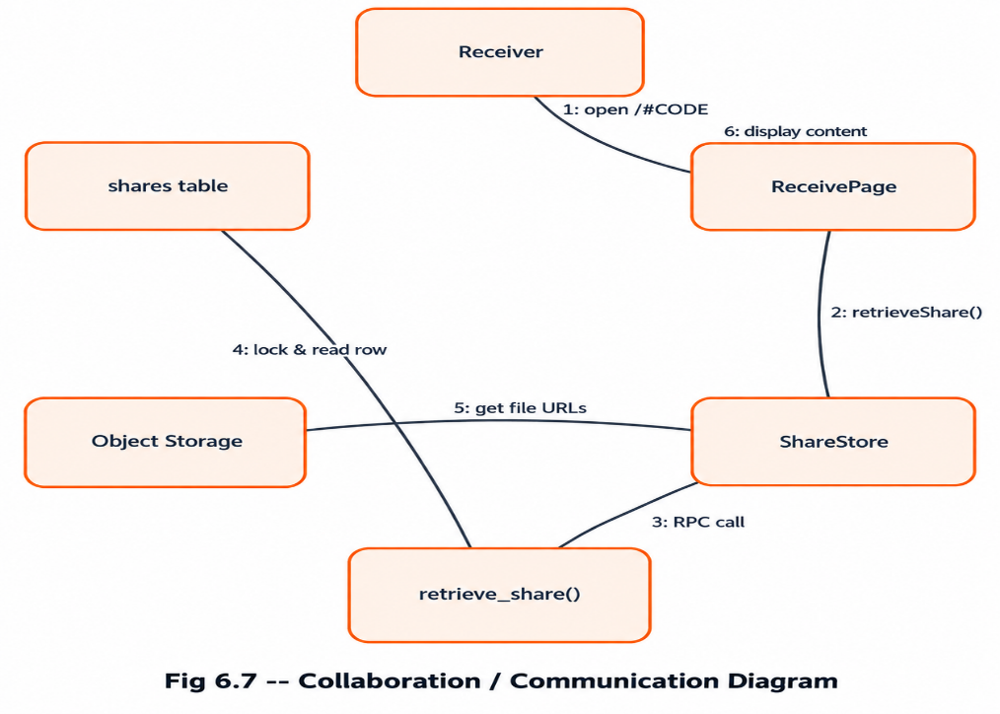 Receiver
1: open /#CODE
6: display content
shares table
ReceivePage
2: retrieveShare()
4: lock & read row
5: get file URLs
Object Storage
ShareStore
3: RPC call
retrieve_share()
Fig 6.7 -- Collaboration / Communication Diagram